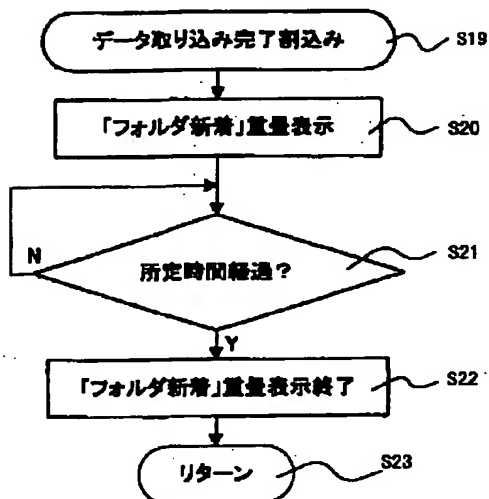 データ取り込み完了割込み
S19
「フォルダ新着」重畳表示
S20
所定時間経過?
S21
N
Y
「フォルダ新着」重畳表示終了
S22
リターン
S23